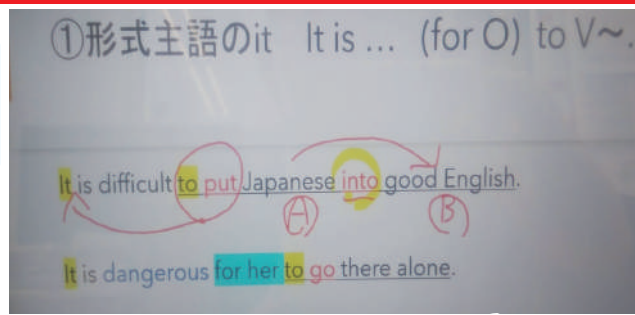 ①形式主語のit It is ... (for O) to V~.
It is difficult to put Japanese into good English.
Ⓐ Ⓑ
It is dangerous for her to go there alone.